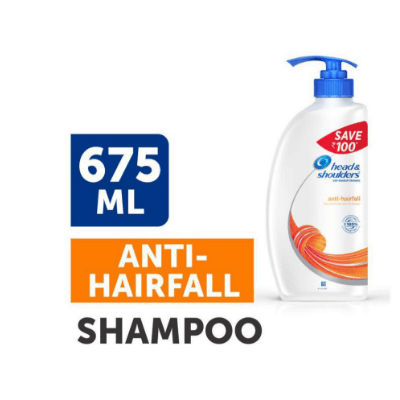 675
ML
ANTI-
HAIRFALL
SHAMPOO
SAVE
₹100*
head&
shoulders
anti-hairfall